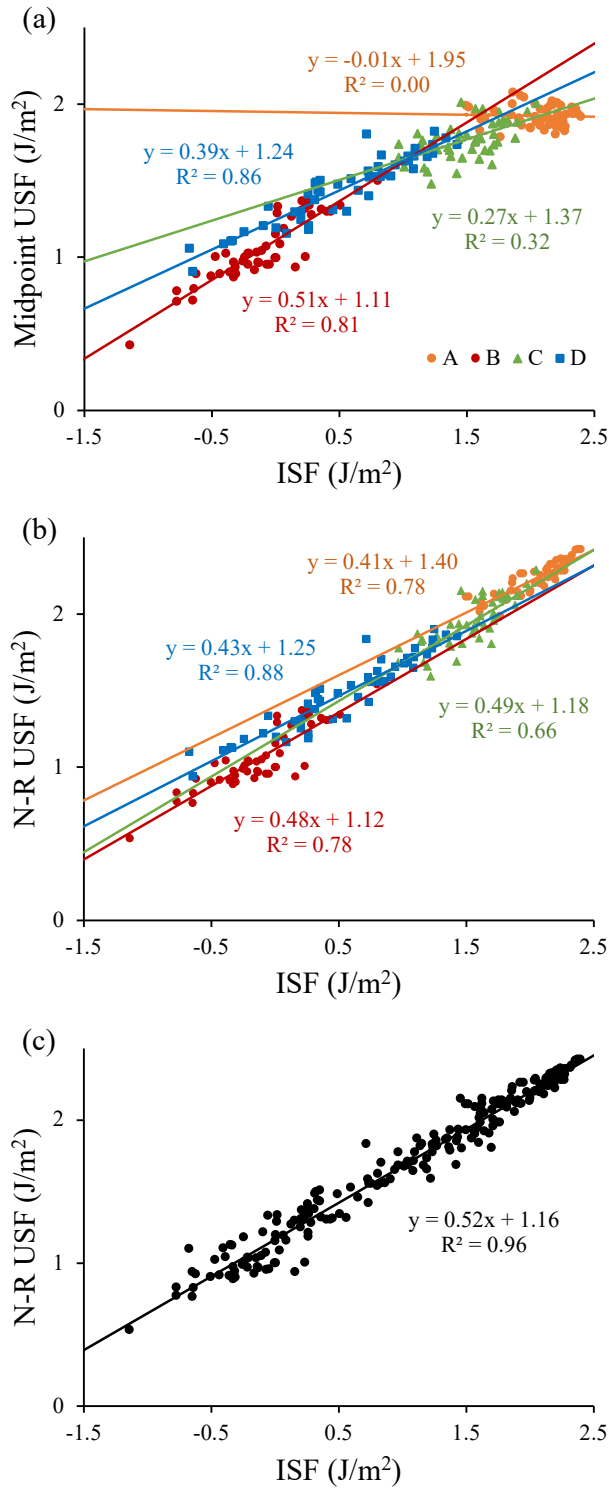 (a)
Midpoint USF (J/m²)
2
1
0
y = -0.01x + 1.95
R² = 0.00
y = 0.39x + 1.24
R² = 0.86
y = 0.27x + 1.37
R² = 0.32
y = 0.51x + 1.11
R² = 0.81
A B C D
-1.5 -0.5 0.5 1.5 2.5
ISF (J/m²)
(b)
N-R USF (J/m²)
2
1
0
y = 0.41x + 1.40
R² = 0.78
y = 0.43x + 1.25
R² = 0.88
y = 0.49x + 1.18
R² = 0.66
y = 0.48x + 1.12
R² = 0.78
-1.5 -0.5 0.5 1.5 2.5
ISF (J/m²)
(c)
N-R USF (J/m²)
2
1
0
y = 0.52x + 1.16
R² = 0.96
-1.5 -0.5 0.5 1.5 2.5
ISF (J/m²)